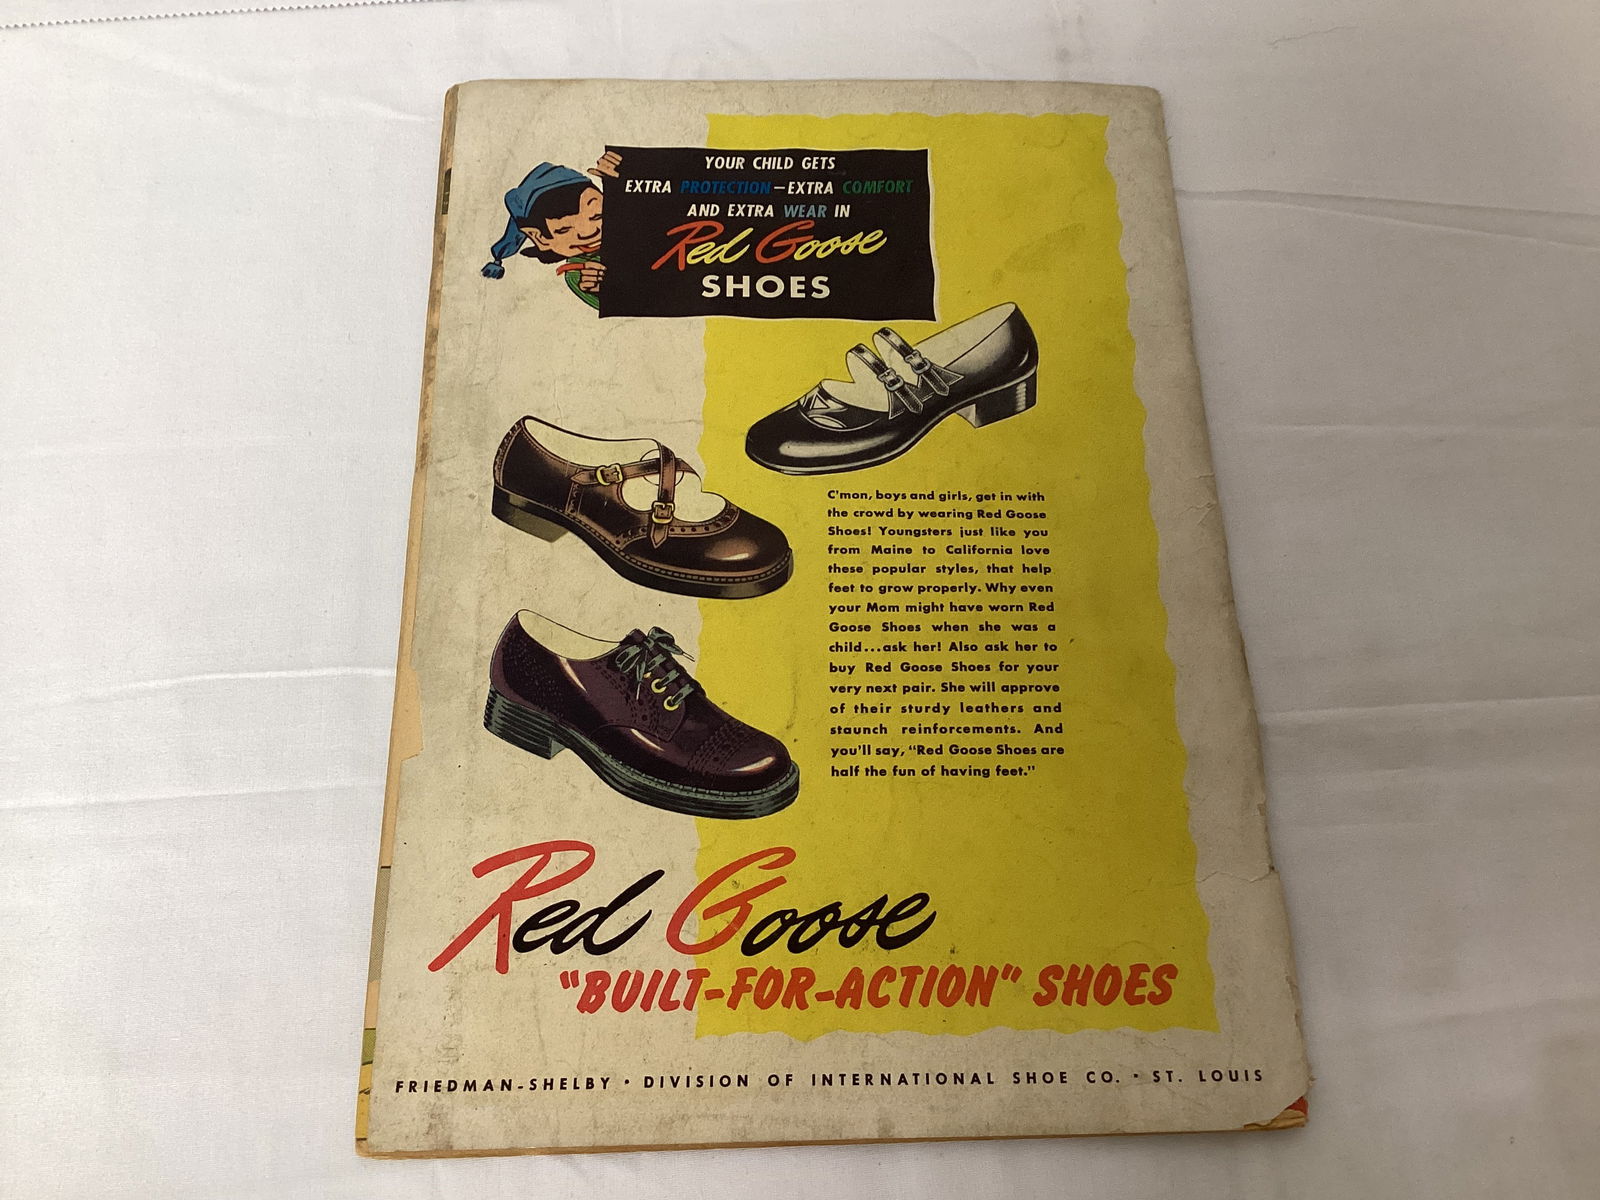 YOUR CHILD GETS
EXTRA PROTECTION—EXTRA COMFORT
AND EXTRA WEAR IN
Red Goose
SHOES
C'mon, boys and girls, get in with
the crowd by wearing Red Goose
Shoes! Youngsters just like you
from Maine to California love
these popular styles, that help
feet to grow properly. Why even
your Mom might have worn Red
Goose Shoes when she was a
child...ask her! Also ask her to
buy Red Goose Shoes for your
very next pair. She will approve
of their sturdy leathers and
staunch reinforcements. And
you'll say, "Red Goose Shoes are
half the fun of having feet."
Red Goose
"BUILT-FOR-ACTION" SHOES
FRIEDMAN-SHELBY • DIVISION OF INTERNATIONAL SHOE CO. • ST. LOUIS